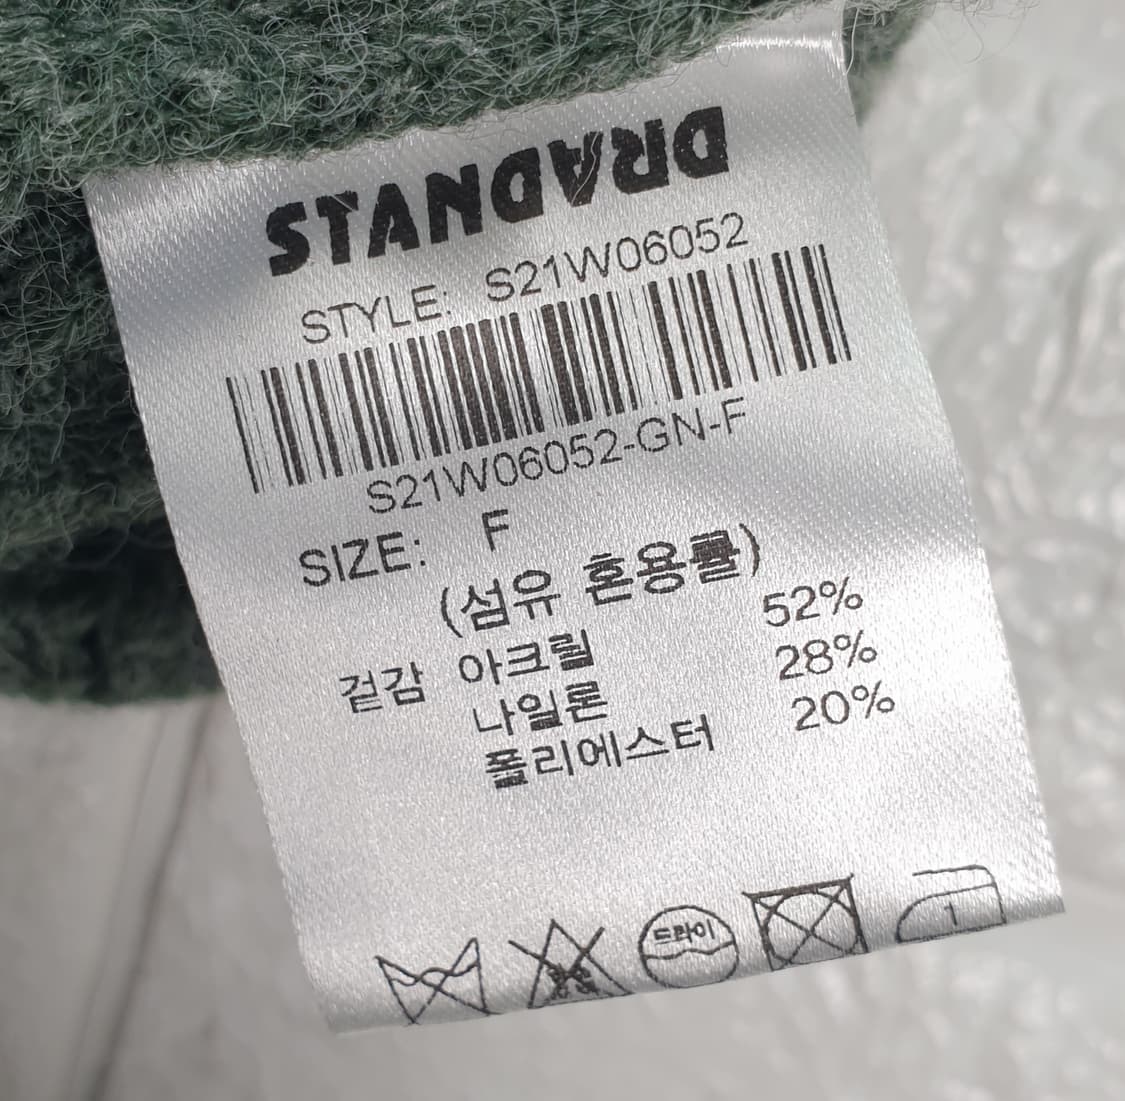 STANDARD
STYLE: S21W06052
S21W06052-GN-F
SIZE: F
(섬유 혼용률)
겉감 아크릴 52%
나일론 28%
폴리에스터 20%
드라이 1